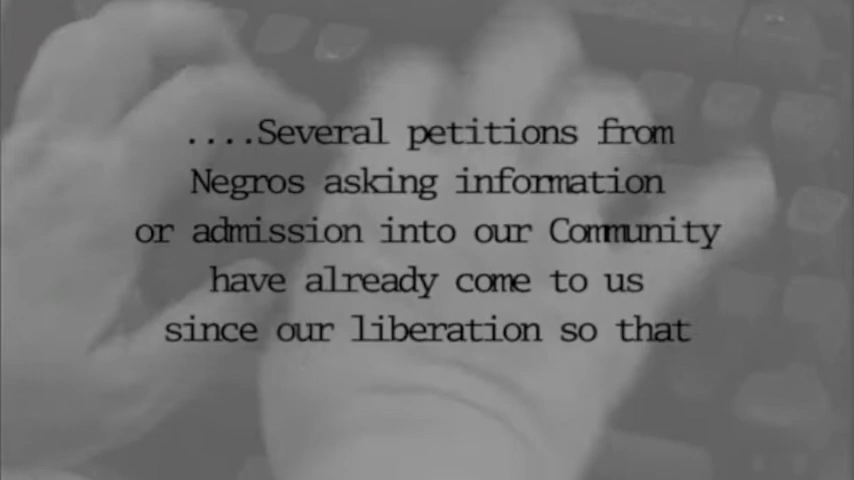 ....Several petitions from
Negros asking information
or admission into our Community
have already come to us
since our liberation so that